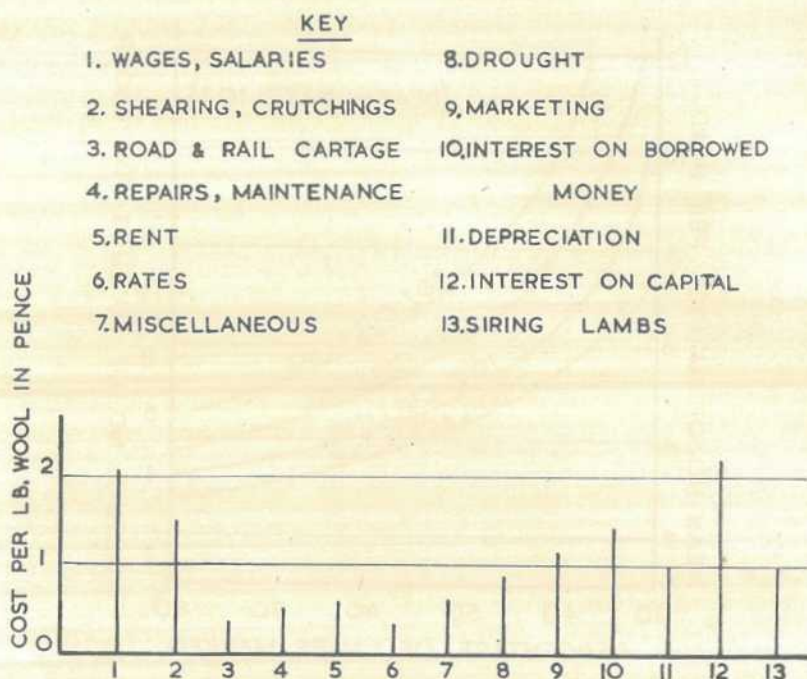 KEY
1. WAGES, SALARIES
2. SHEARING, CRUTCHINGS
3. ROAD & RAIL CARTAGE
4. REPAIRS, MAINTENANCE
5. RENT
6. RATES
7. MISCELLANEOUS
8. DROUGHT
9. MARKETING
10. INTEREST ON BORROWED
MONEY
11. DEPRECIATION
12. INTEREST ON CAPITAL
13. SIRING LAMBS
COST PER LB. WOOL IN PENCE
2
1
0
1 2 3 4 5 6 7 8 9 10 11 12 13